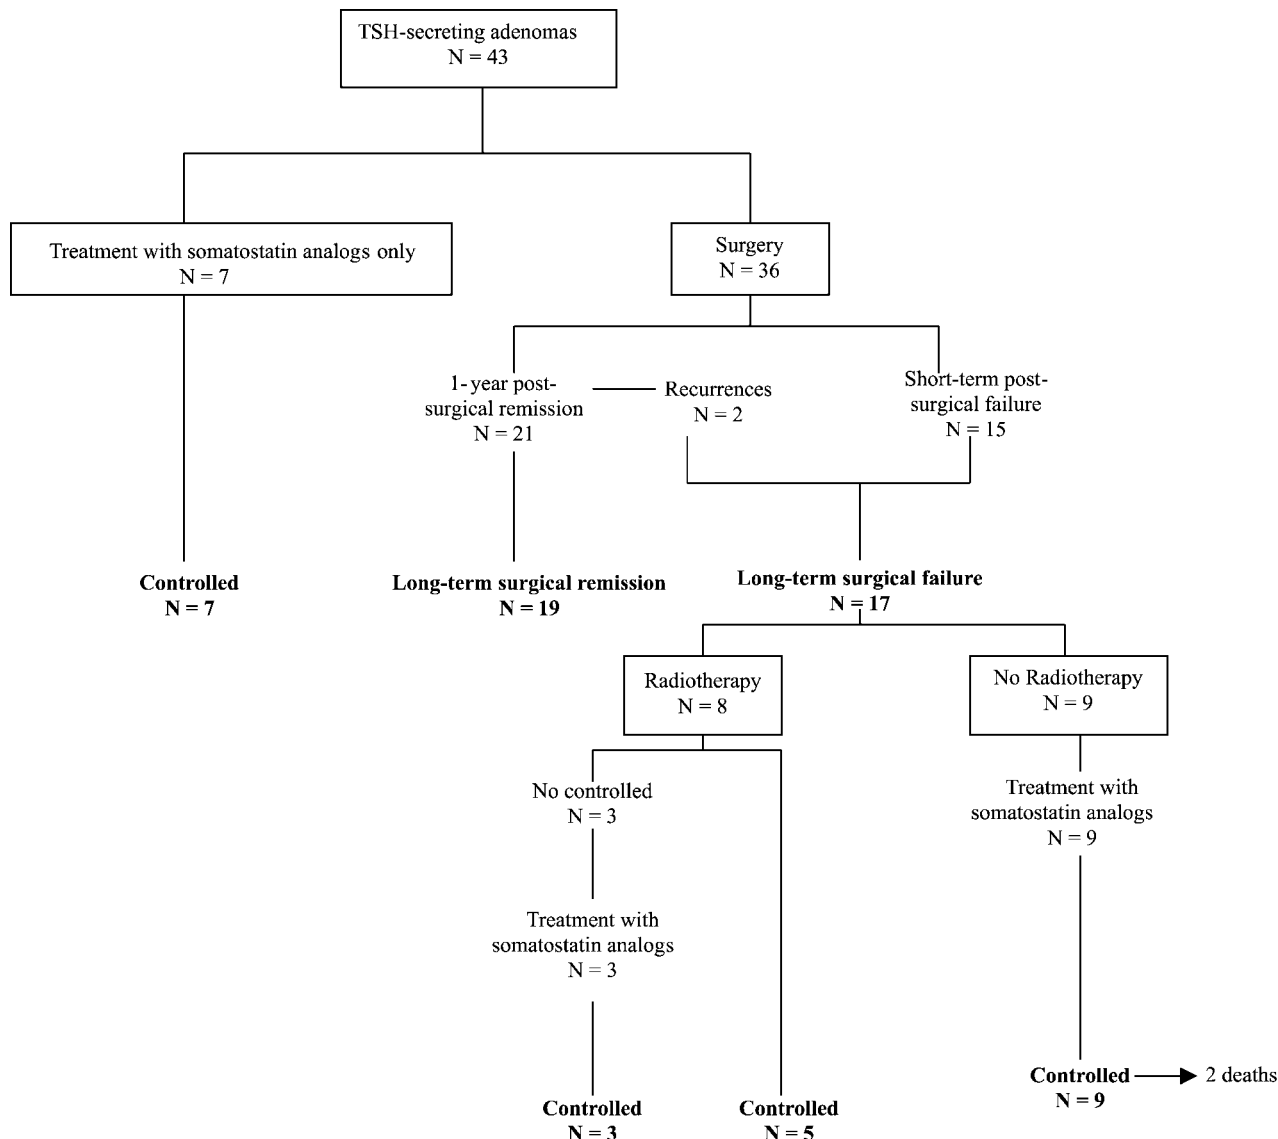 TSH-secreting adenomas
N = 43
Treatment with somatostatin analogs only
N = 7
Surgery
N = 36
1-year post-
surgical remission
N = 21
Recurrences
N = 2
Short-term post-
surgical failure
N = 15
Controlled
N = 7
Long-term surgical remission
N = 19
Long-term surgical failure
N = 17
Radiotherapy
N = 8
No Radiotherapy
N = 9
No controlled
N = 3
Treatment with
somatostatin analogs
N = 9
Treatment with
somatostatin analogs
N = 3
Controlled
N = 9
2 deaths
Controlled
N = 3
Controlled
N = 5